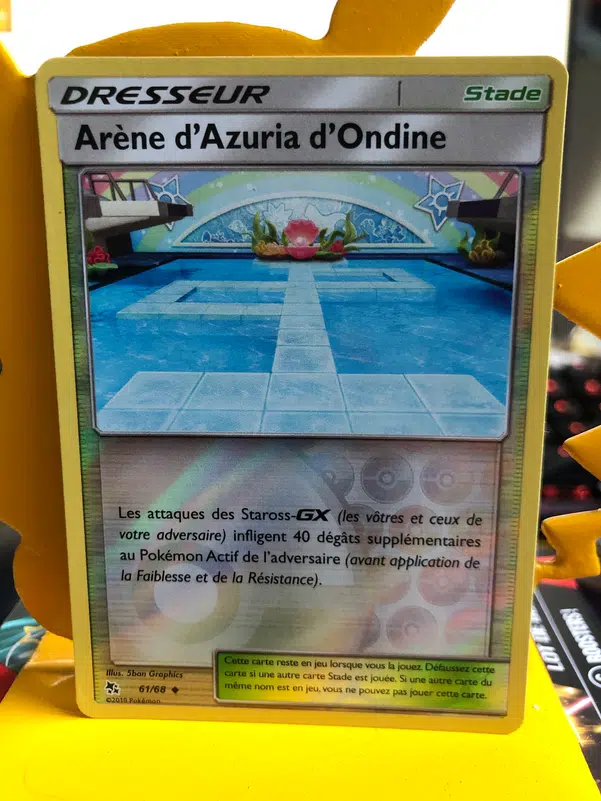 DRESSEUR
Stade
Arène d'Azuria d'Ondine
Les attaques des Staross-GX (les vôtres et ceux de
votre adversaire) infligent 40 dégâts supplémentaires
au Pokémon Actif de l'adversaire (avant application de
la Faiblesse et de la Résistance).
Cette carte reste en jeu lorsque vous la jouez. Défaussez cette
carte si une autre carte Stade est jouée. Si une autre carte du
même nom est en jeu, vous ne pouvez pas jouer cette carte.
Illus. 5ban Graphics
61/68
©2019 Pokémon
BOOSTERS!